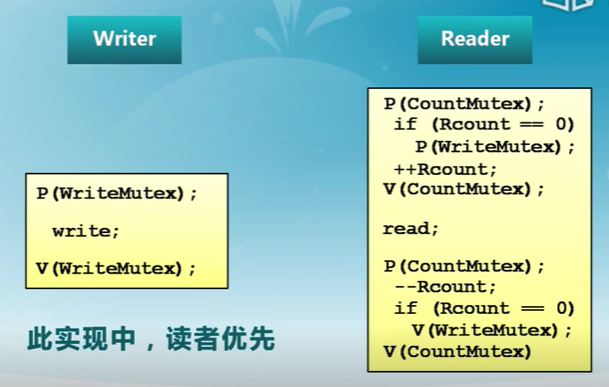 Writer
P(WriteMutex);
write;
V(WriteMutex);
此实现中，读者优先
Reader
P(CountMutex);
if (Rcount == 0)
P(WriteMutex);
++Rcount;
V(CountMutex);
read;
P(CountMutex);
--Rcount;
if (Rcount == 0)
V(WriteMutex);
V(CountMutex)